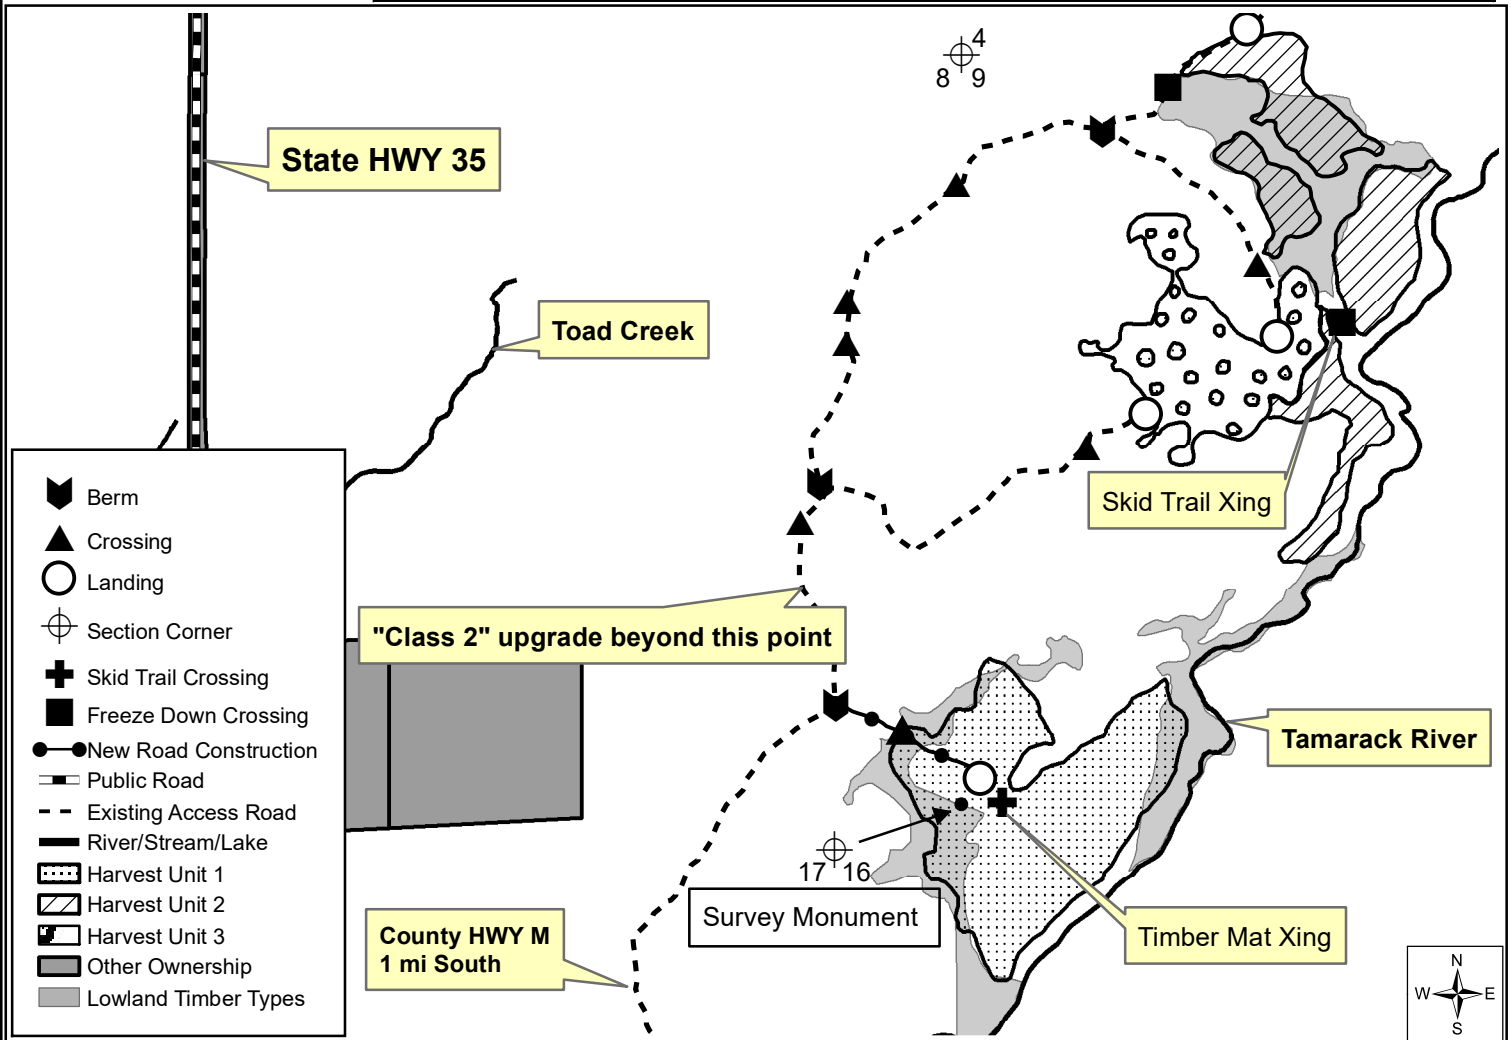 4
8 9
State HWY 35
Toad Creek
Skid Trail Xing
"Class 2" upgrade beyond this point
Tamarack River
17 16
Survey Monument
County HWY M
1 mi South
Timber Mat Xing
Berm
Crossing
Landing
Section Corner
Skid Trail Crossing
Freeze Down Crossing
New Road Construction
Public Road
Existing Access Road
River/Stream/Lake
Harvest Unit 1
Harvest Unit 2
Harvest Unit 3
Other Ownership
Lowland Timber Types
N
W E
S